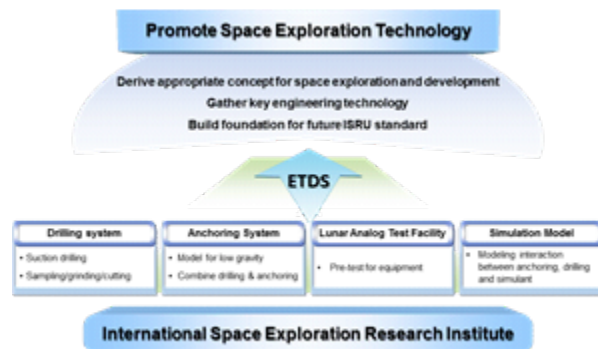 Promote Space Exploration Technology
Derive appropriate concept for space exploration and development
Gather key engineering technology
Build foundation for future ISRU standard
ETDS
Drilling system
• Suction drilling
• Sampling/grinding/cutting
Anchoring System
• Model for low gravity
• Combine drilling & anchoring
Lunar Analog Test Facility
• Pre-test for equipment
Simulation Model
• Modeling interaction
between anchoring, drilling
and simulant
International Space Exploration Research Institute